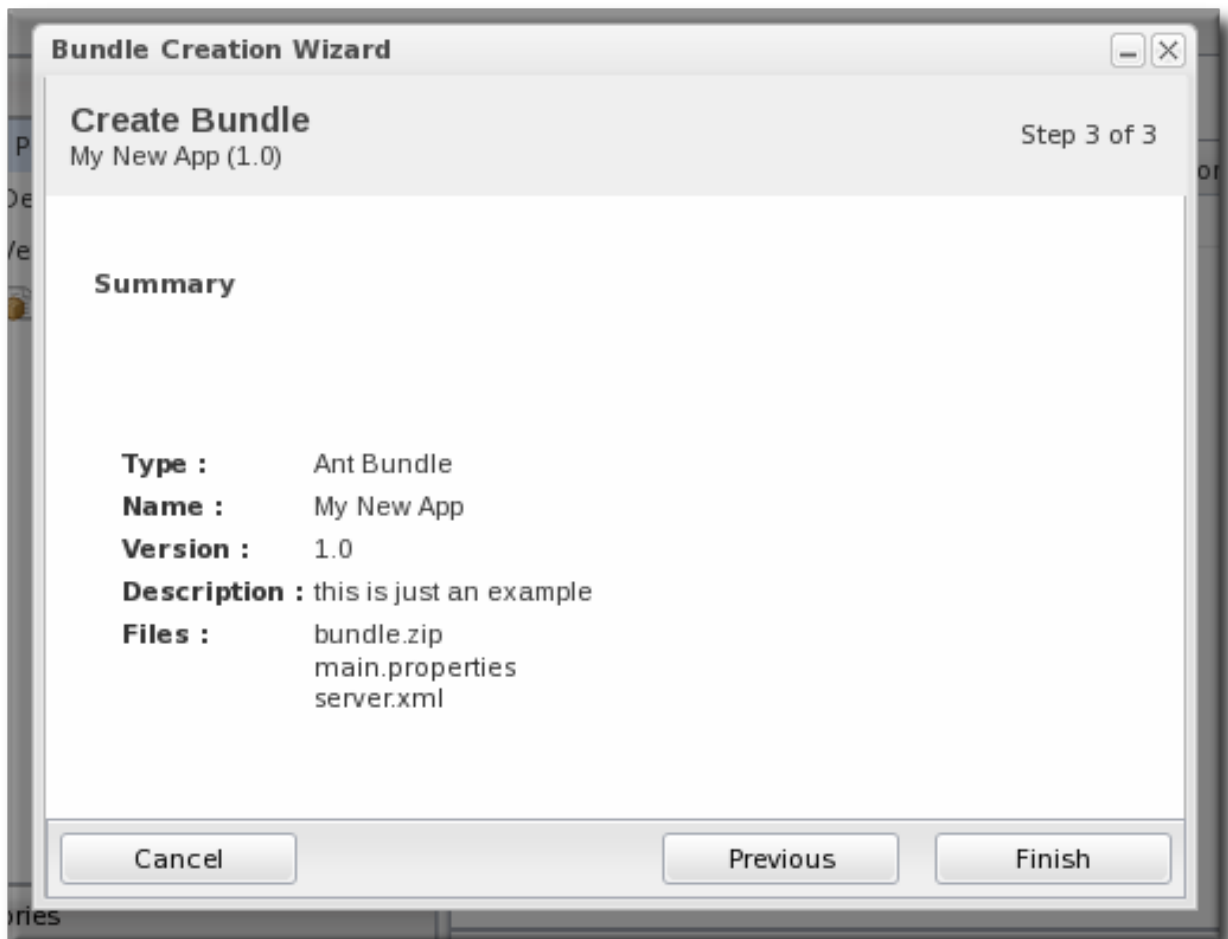 Bundle Creation Wizard
Create Bundle
My New App (1.0)
Step 3 of 3
Summary
Type : Ant Bundle
Name : My New App
Version : 1.0
Description : this is just an example
Files : bundle.zip
main.properties
server.xml
Cancel Previous Finish